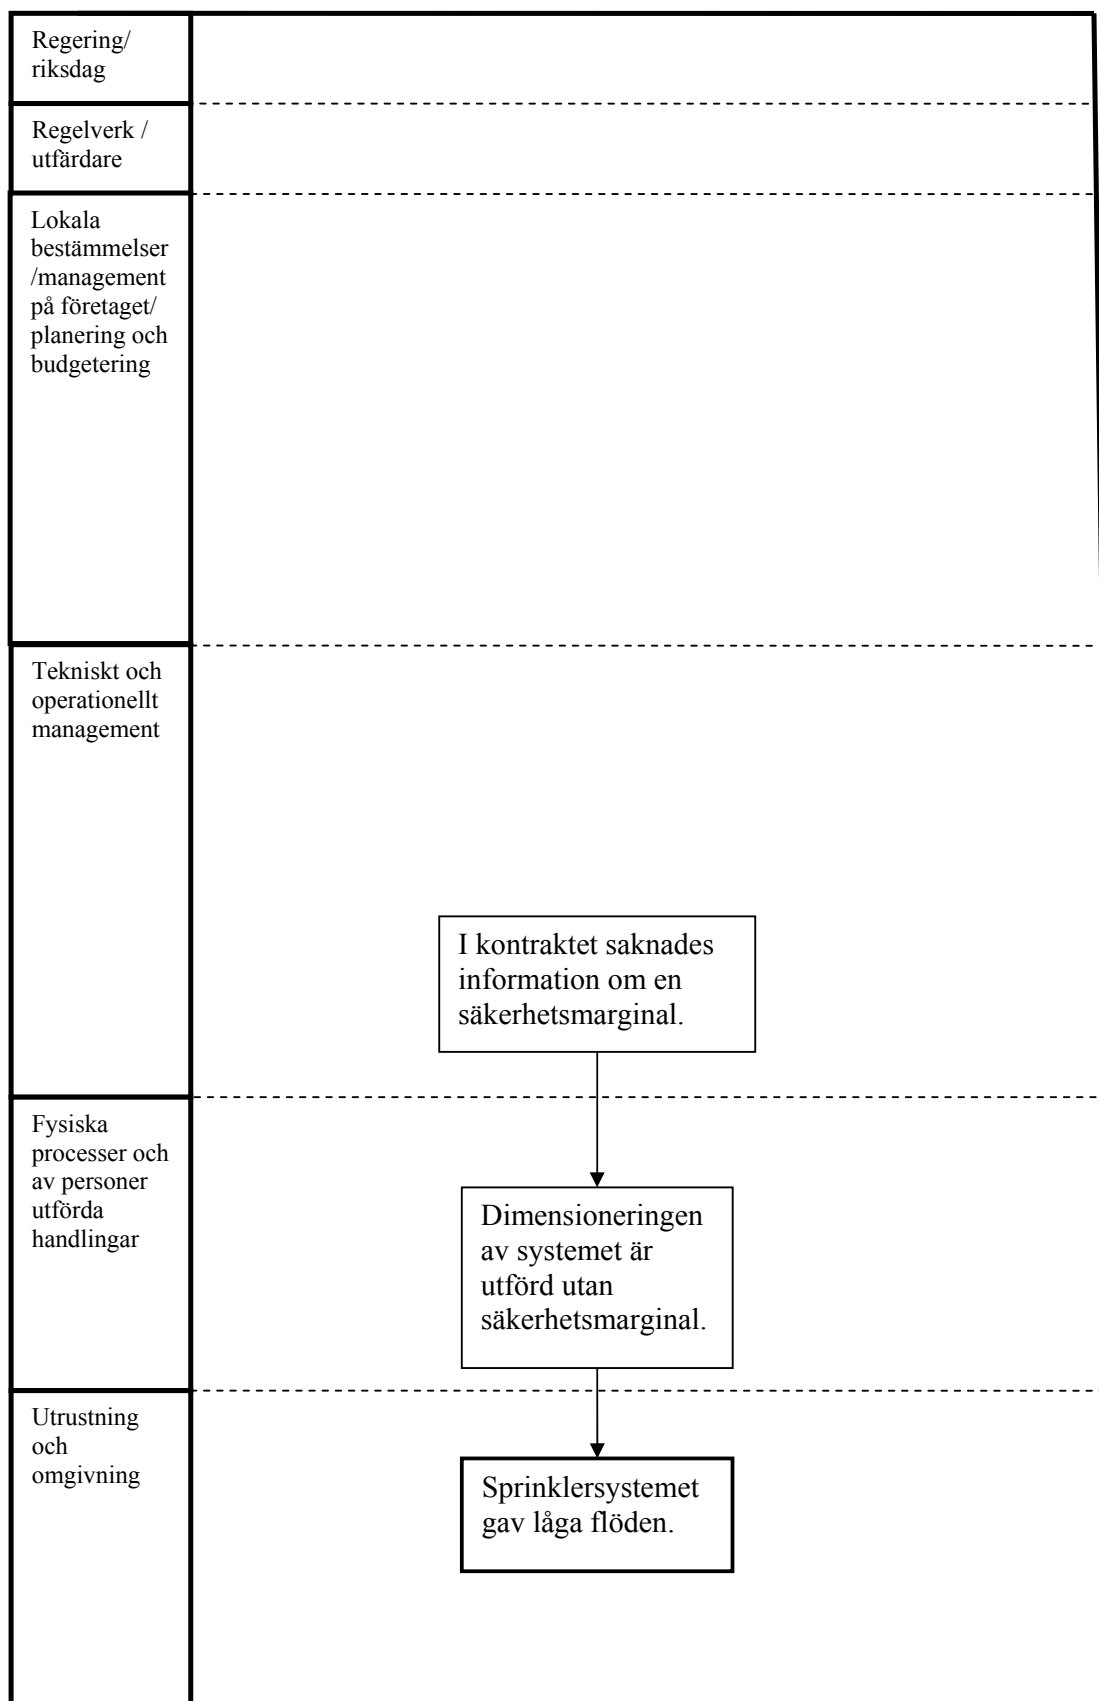 Regering/
riksdag
Regelverk /
utfärdare
Lokala
bestämmelser
/management
på företaget/
planering och
budgetering
Tekniskt och
operationellt
management
I kontraktet saknades
information om en
säkerhetsmarginal.
Fysiska
processer och
av personer
utförda
handlingar
Dimensioneringen
av systemet är
utförd utan
säkerhetsmarginal.
Utrustning
och
omgivning
Sprinklersystemet
gav låga flöden.